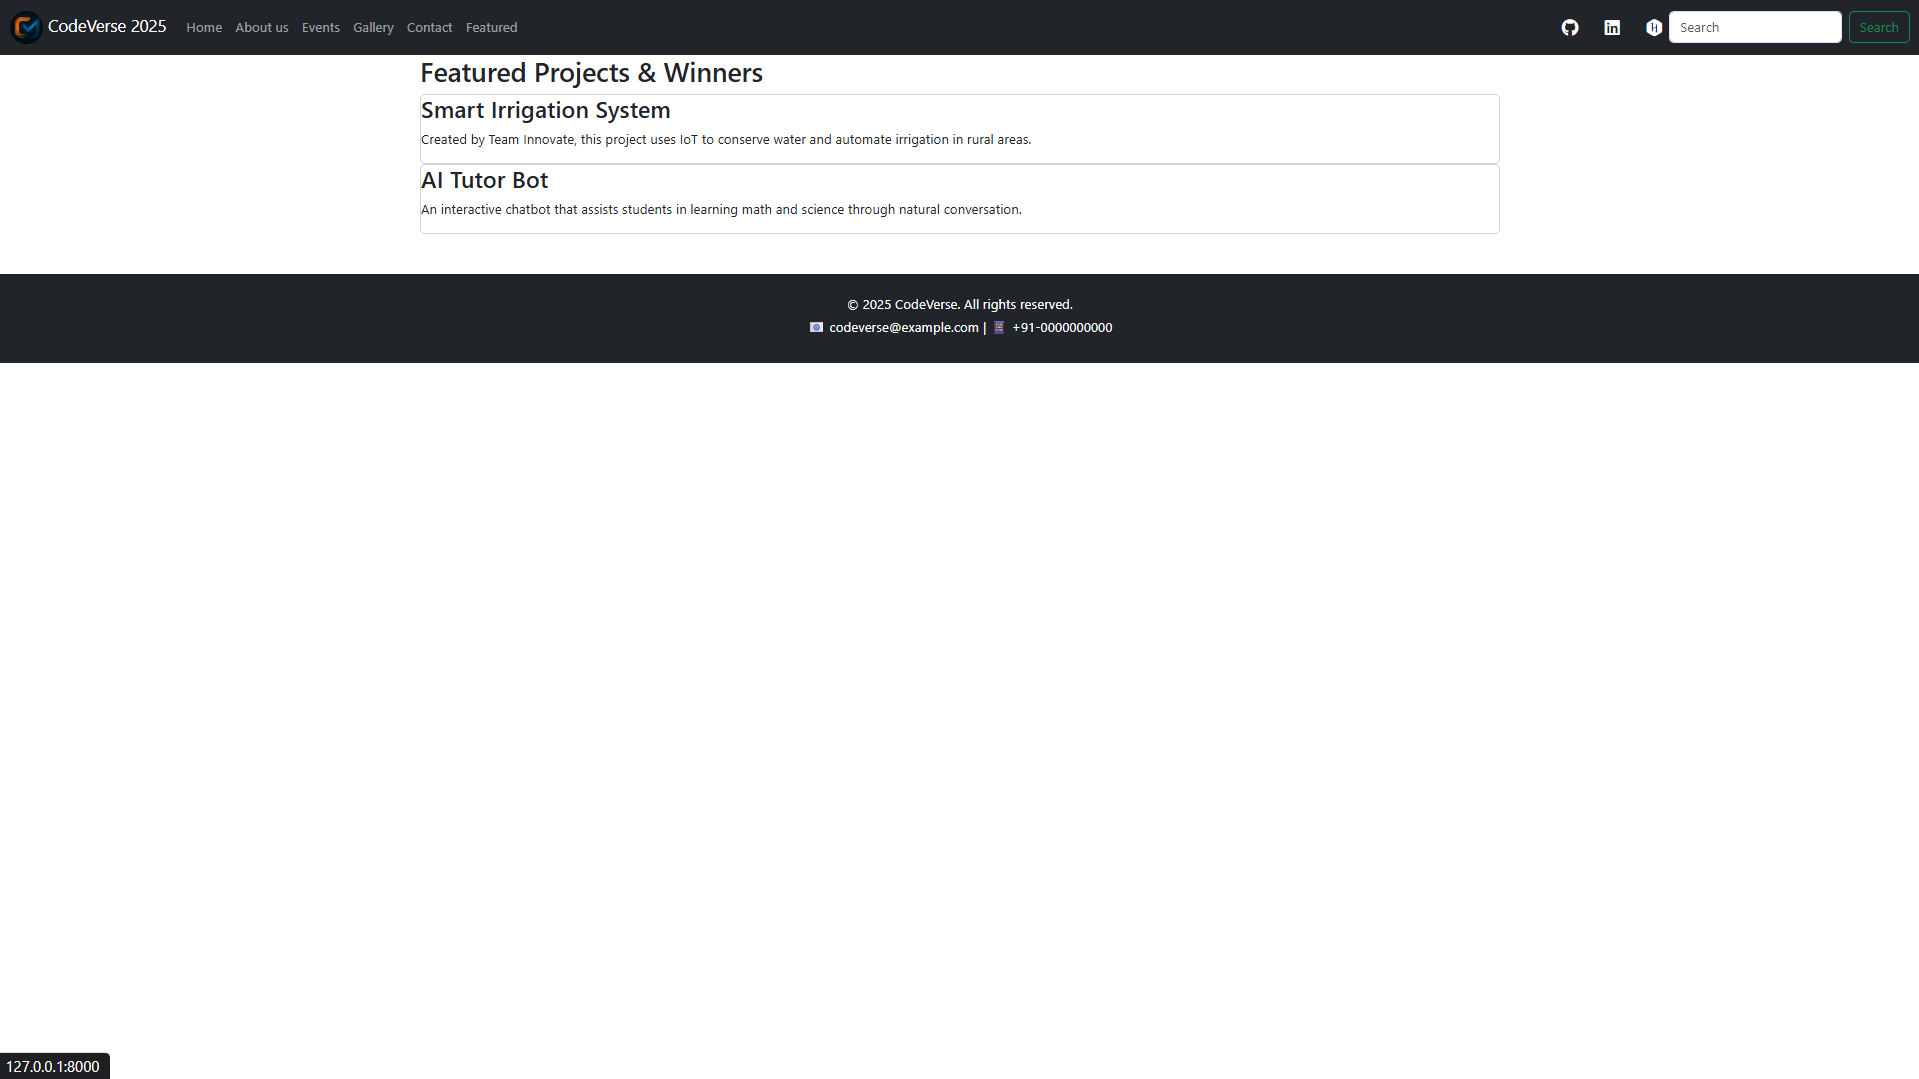 CodeVerse 2025 Home About us Events Gallery Contact Featured Search Search
Featured Projects & Winners
Smart Irrigation System
Created by Team Innovate, this project uses IoT to conserve water and automate irrigation in rural areas.
AI Tutor Bot
An interactive chatbot that assists students in learning math and science through natural conversation.
© 2025 CodeVerse. All rights reserved.
codeverse@example.com | +91-0000000000
127.0.0.1:8000